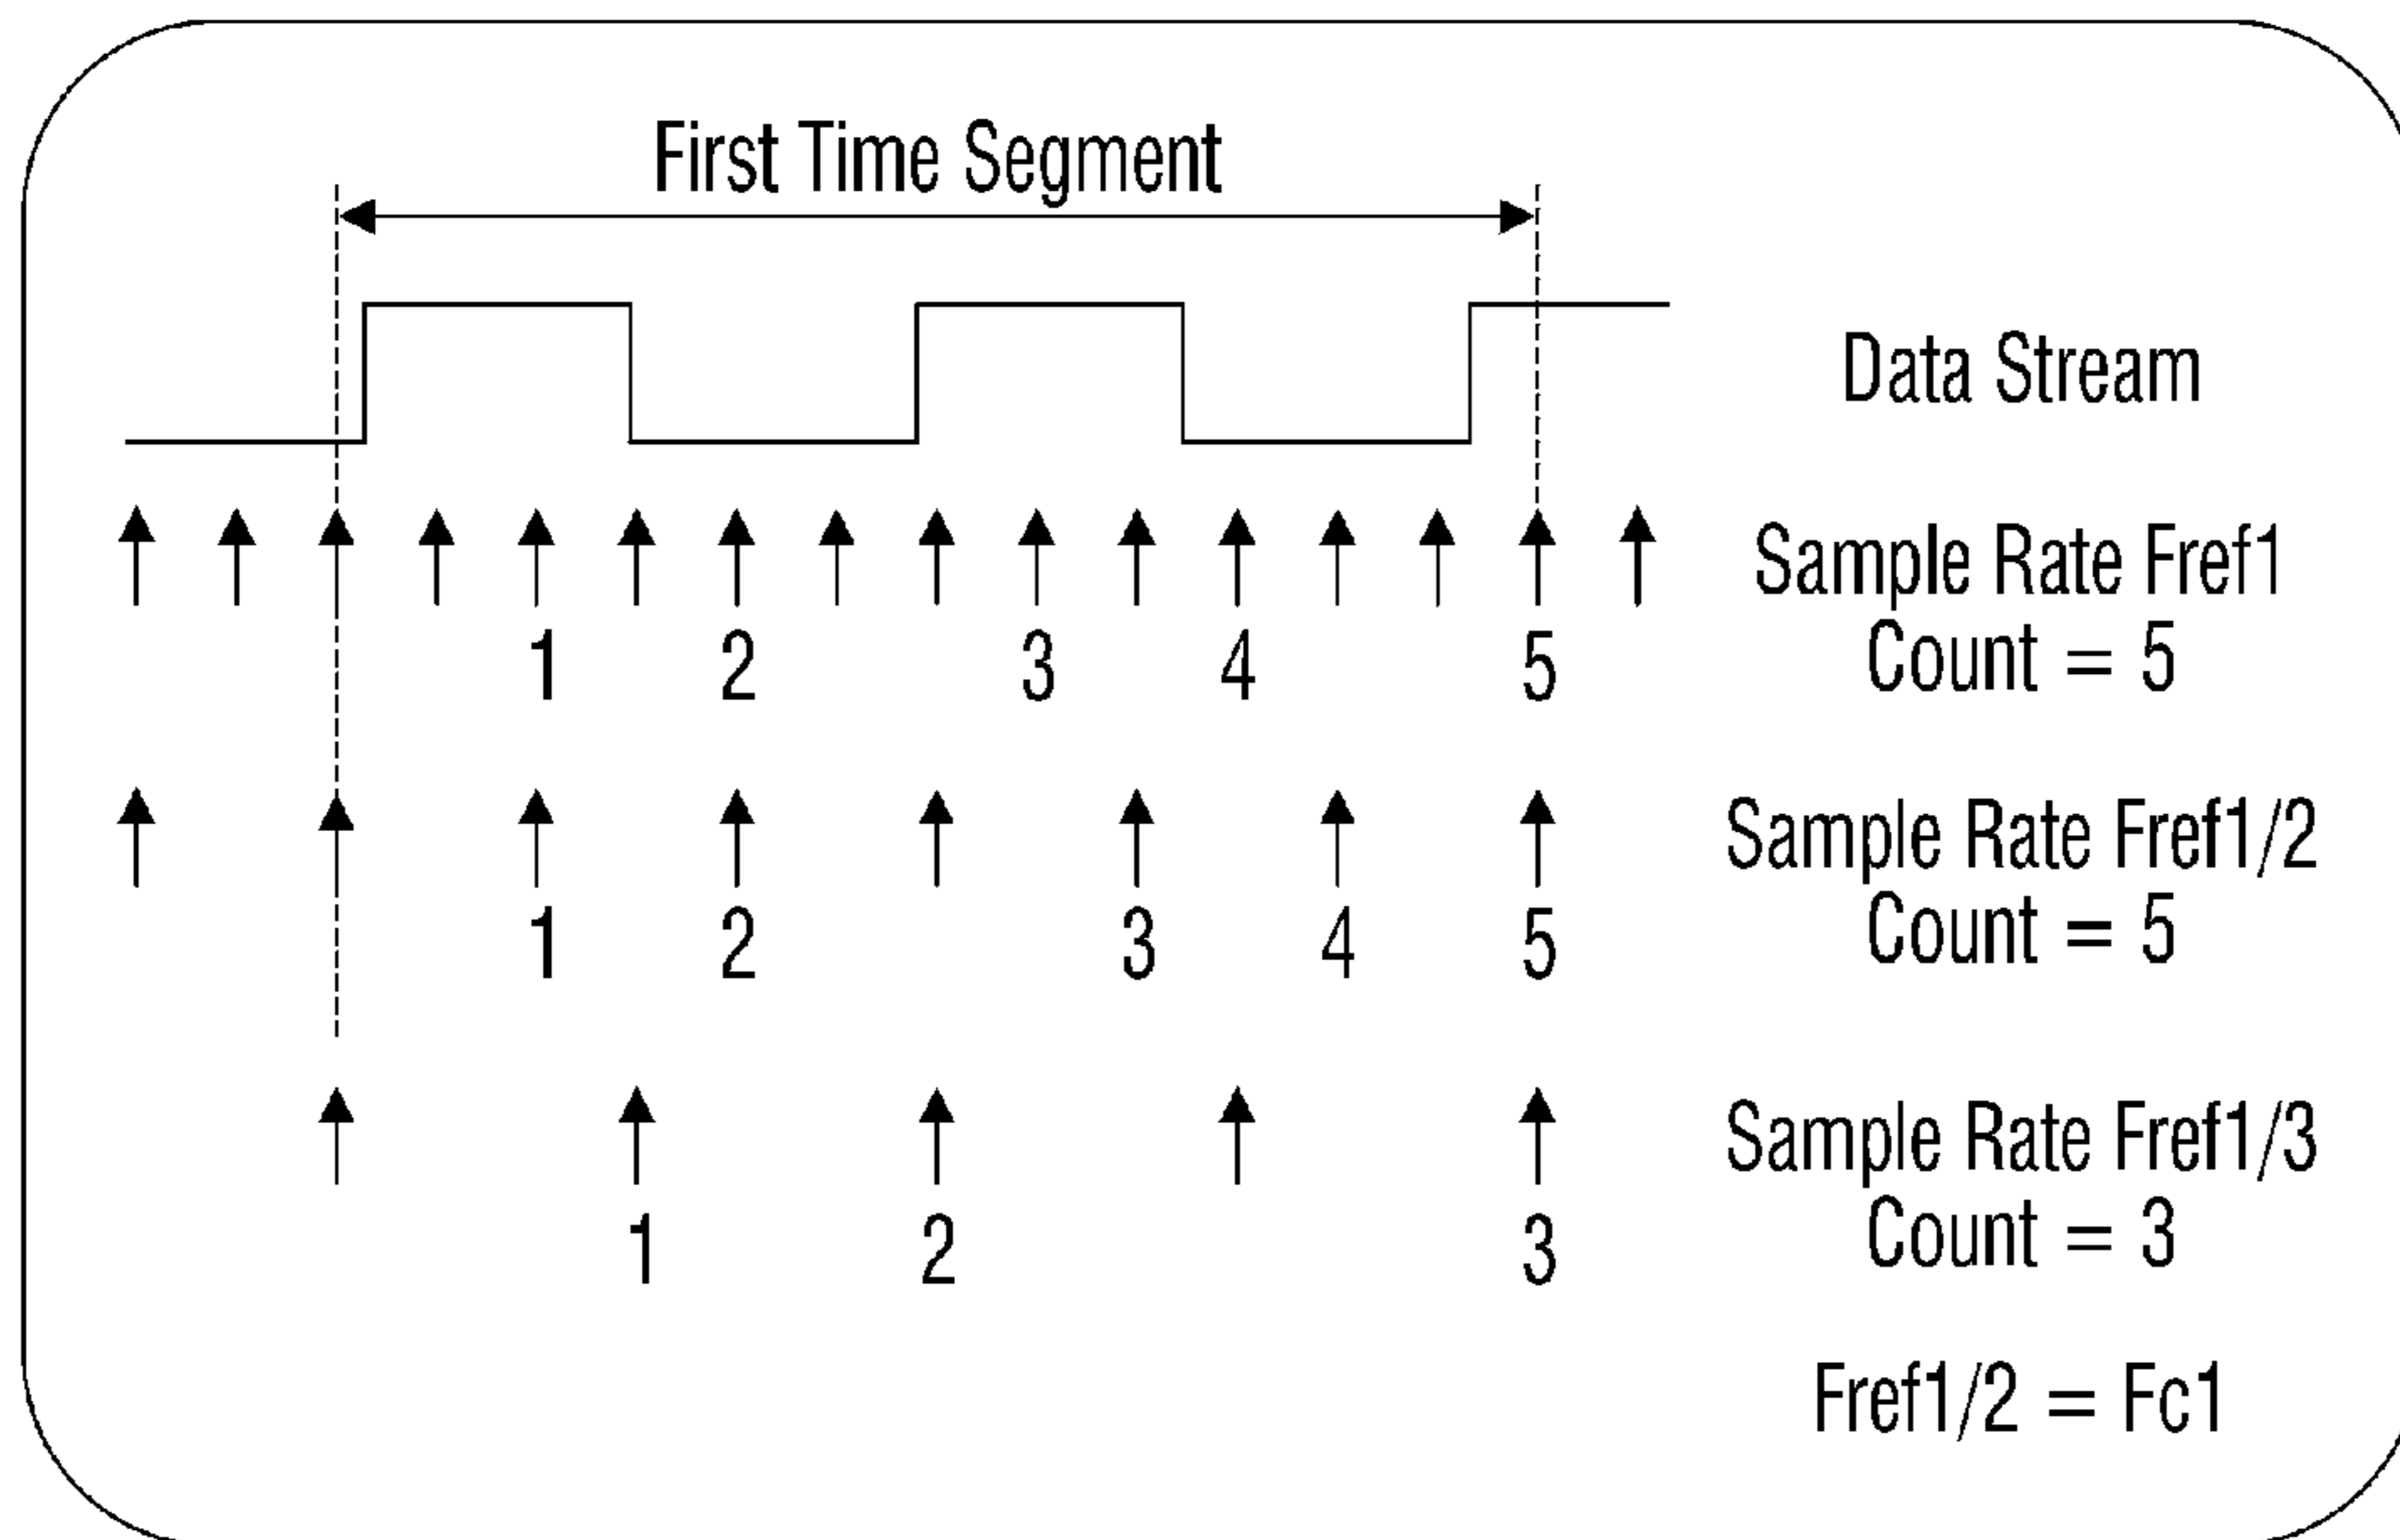 First Time Segment
Data Stream
Sample Rate Fref1
Count = 5
1 2 3 4 5
Sample Rate Fref1/2
Count = 5
1 2 3 4 5
Sample Rate Fref1/3
Count = 3
1 2 3
Fref1/2 = Fc1